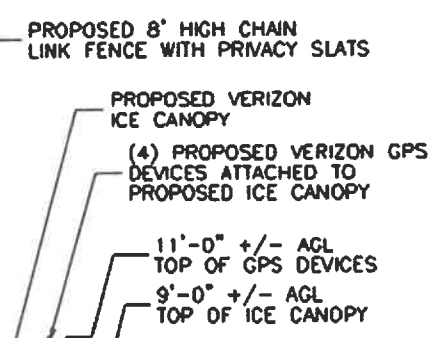 PROPOSED 8' HIGH CHAIN
LINK FENCE WITH PRIVACY SLATS
PROPOSED VERIZON
ICE CANOPY
(4) PROPOSED VERIZON GPS
DEVICES ATTACHED TO
PROPOSED ICE CANOPY
11'-0" +/- AGL
TOP OF GPS DEVICES
9'-0" +/- AGL
TOP OF ICE CANOPY